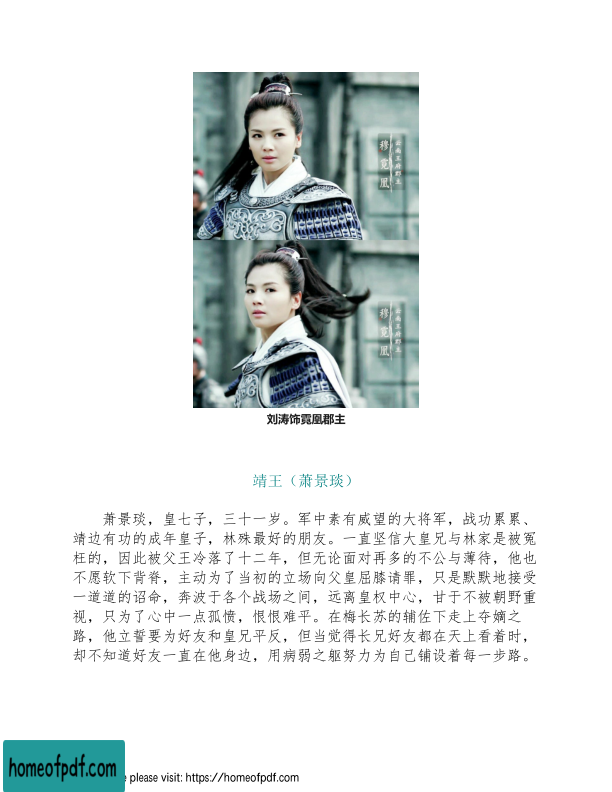 穆霓凰
云南王府郡主
穆霓凰
云南王府郡主
刘涛饰霓凰郡主
靖王（萧景琰）
萧景琰，皇七子，三十一岁。军中素有威望的大将军，战功累累、
靖边有功的成年皇子，林殊最好的朋友。一直坚信大皇兄与林家是被冤
枉的，因此被父王冷落了十二年，但无论面对再多的不公与薄待，他也
不愿软下背脊，主动为了当初的立场向父皇屈膝请罪，只是默默地接受
一道道的诏命，奔波于各个战场之间，远离皇权中心，甘于不被朝野重
视，只为了心中一点孤愤，恨恨难平。在梅长苏的辅佐下走上夺嫡之
路，他立誓要为好友和皇兄平反，但当觉得长兄好友都在天上看着时，
却不知道好友一直在他身边，用病弱之躯努力为自己铺设着每一步路。
homeofpdf.com
e please visit: https://homeofpdf.com